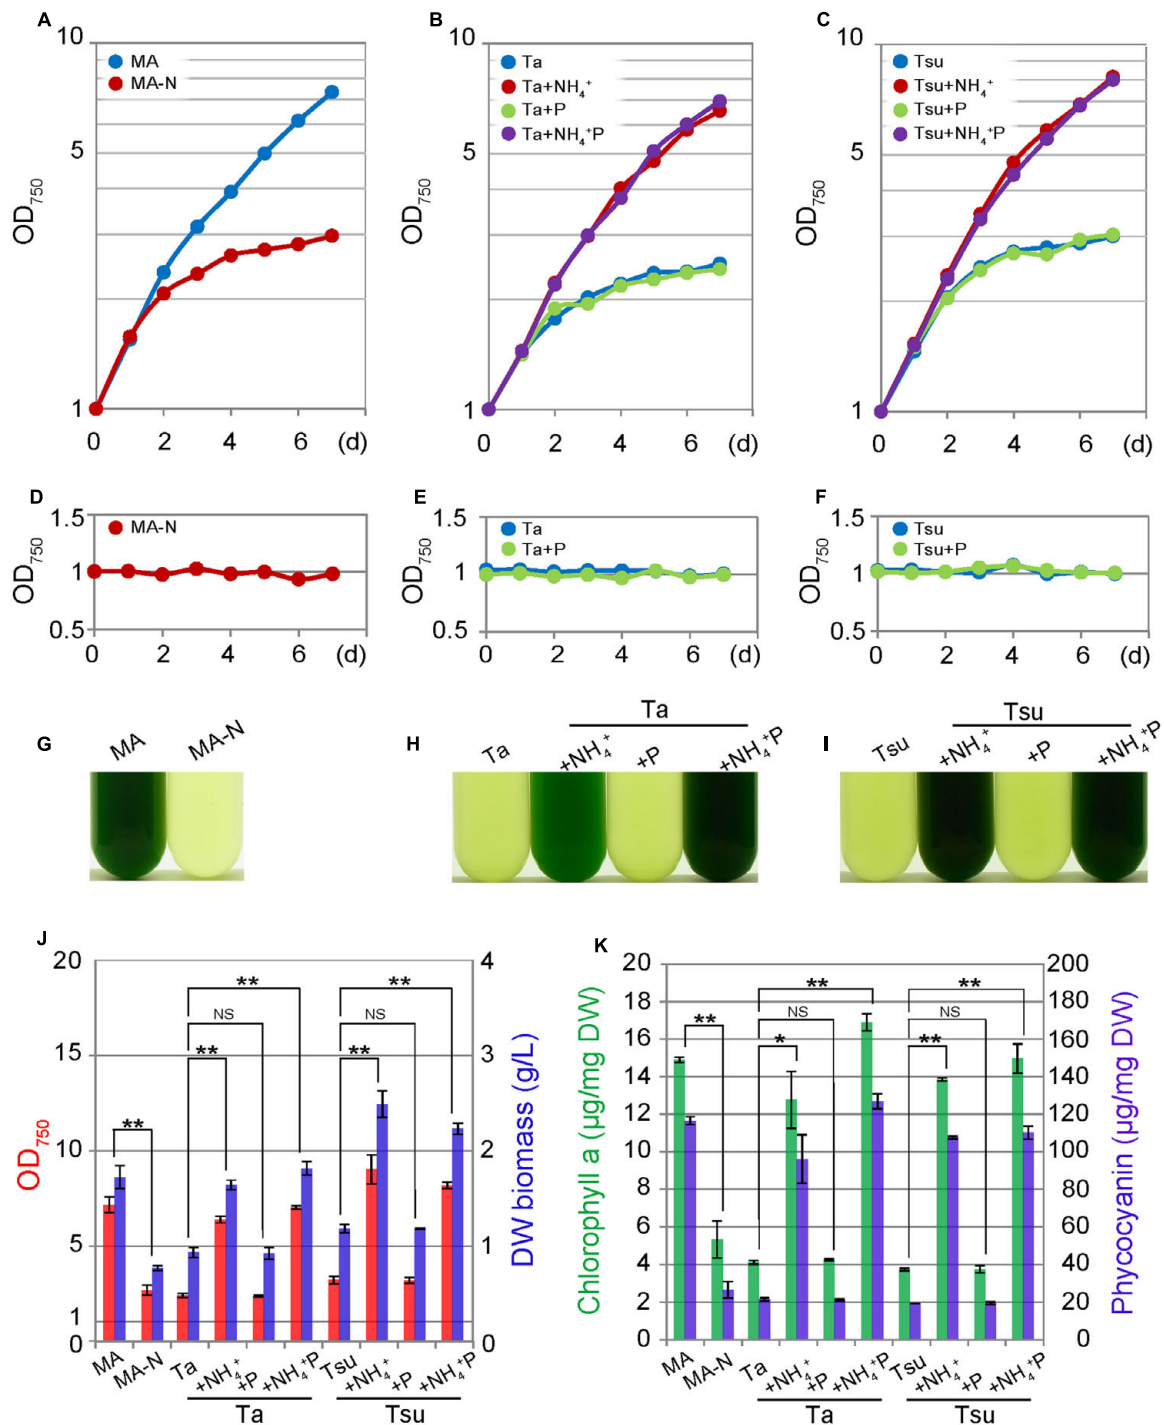 A
10
5
1
OD750
MA
MA-N
0 2 4 6 (d)
B
10
5
1
OD750
Ta
Ta+NH4+
Ta+P
Ta+NH4+P
0 2 4 6 (d)
C
10
5
1
OD750
Tsu
Tsu+NH4+
Tsu+P
Tsu+NH4+P
0 2 4 6 (d)
D
1.5
1
0.5
OD750
MA-N
0 2 4 6 (d)
E
1.5
1
0.5
OD750
Ta
Ta+P
0 2 4 6 (d)
F
1.5
1
0.5
OD750
Tsu
Tsu+P
0 2 4 6 (d)
G
MA MA-N
H
Ta
Ta +NH4+ +P +NH4+P
I
Tsu
Tsu +NH4+ +P +NH4+P
J
20
15
10
5
1
0
OD750
4
3
2
1
0
DW biomass (g/L)
** ** NS ** ** NS **
MA MA-N Ta +NH4+ +P +NH4+P Tsu +NH4+ +P +NH4+P
Ta Tsu
K
20
18
16
14
12
10
8
6
4
2
0
Chlorophyll a (µg/mg DW)
200
180
160
140
120
100
80
60
40
20
0
Phycocyanin (µg/mg DW)
** * NS ** ** NS **
MA MA-N Ta +NH4+ +P +NH4+P Tsu +NH4+ +P +NH4+P
Ta Tsu